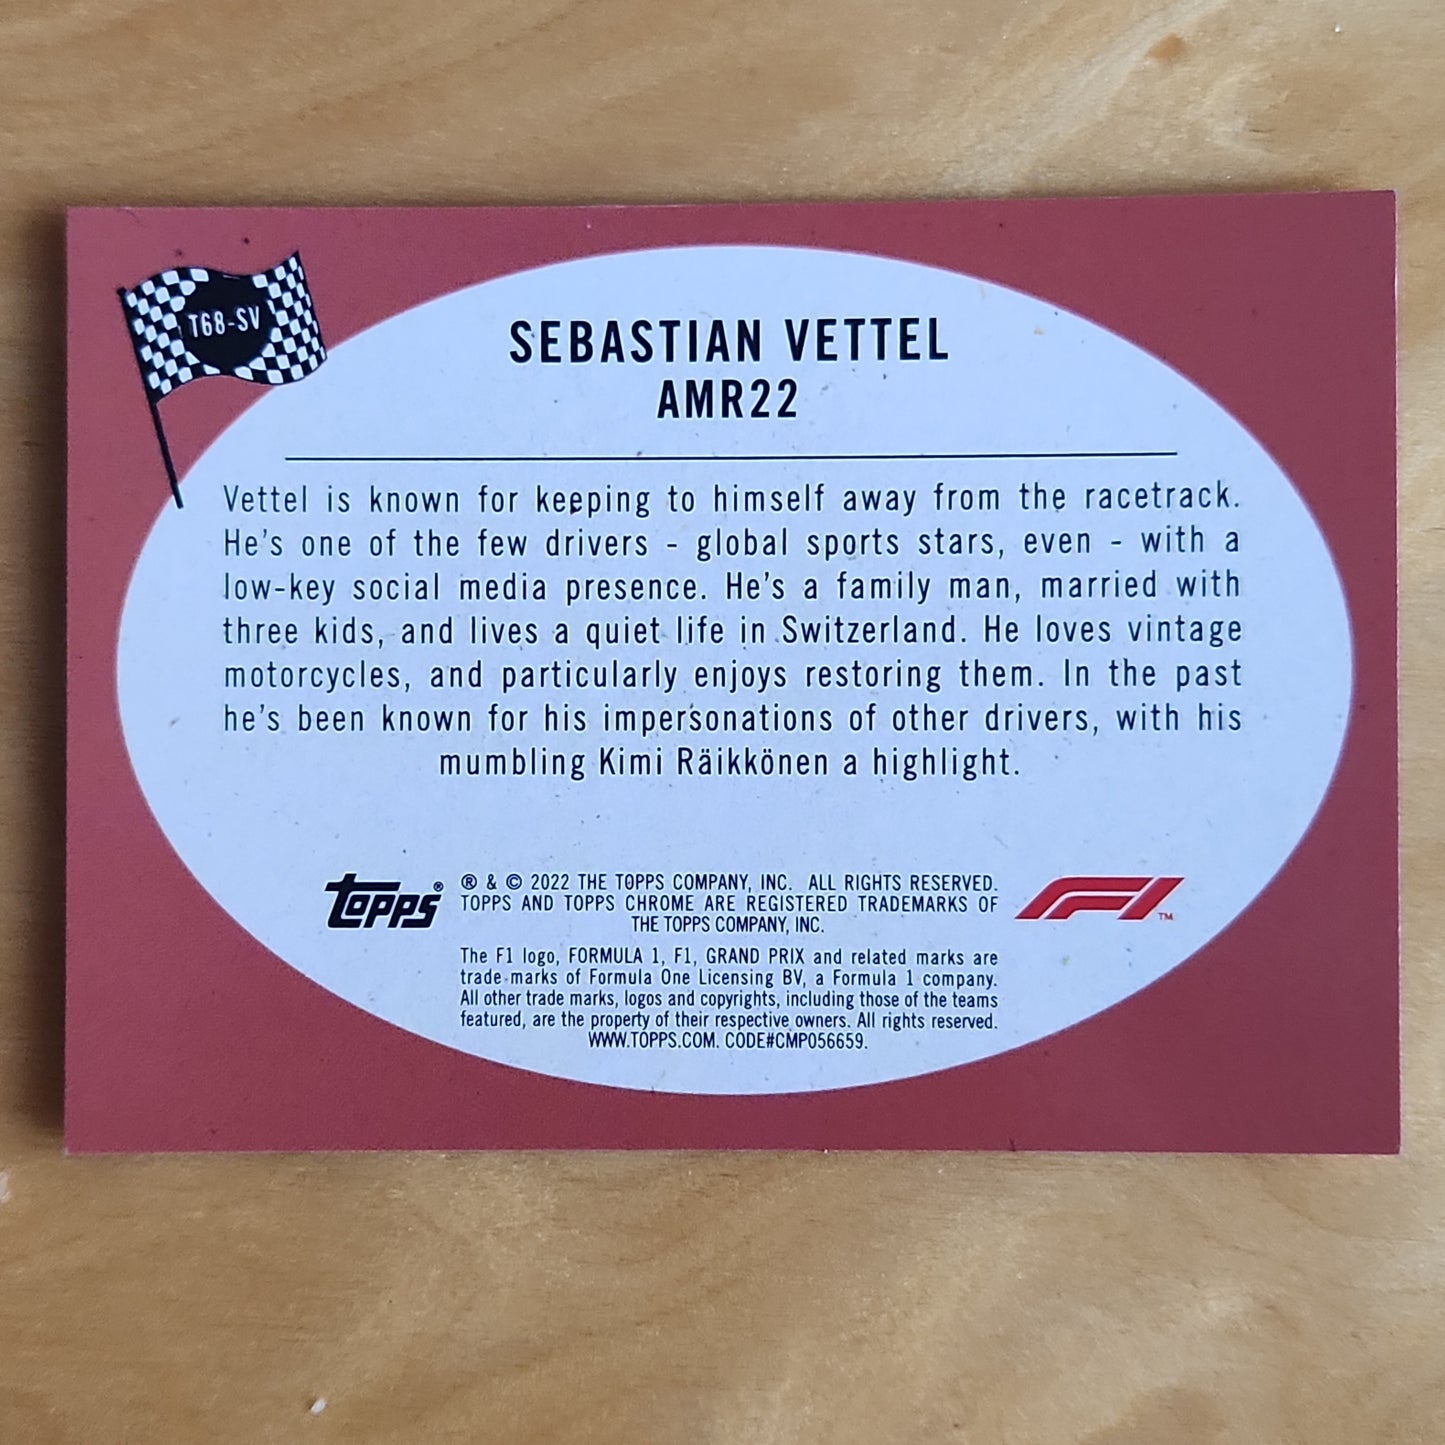 T68-SV
SEBASTIAN VETTEL
AMR22
Vettel is known for keeping to himself away from the racetrack.
He's one of the few drivers - global sports stars, even - with a
low-key social media presence. He's a family man, married with
three kids, and lives a quiet life in Switzerland. He loves vintage
motorcycles, and particularly enjoys restoring them. In the past
he's been known for his impersonations of other drivers, with his
mumbling Kimi Räikkönen a highlight.
topps®
® & © 2022 THE TOPPS COMPANY, INC. ALL RIGHTS RESERVED.
TOPPS AND TOPPS CHROME ARE REGISTERED TRADEMARKS OF
THE TOPPS COMPANY, INC.
F1™
The F1 logo, FORMULA 1, F1, GRAND PRIX and related marks are
trade marks of Formula One Licensing BV, a Formula 1 company.
All other trade marks, logos and copyrights, including those of the teams
featured, are the property of their respective owners. All rights reserved.
WWW.TOPPS.COM. CODE#CMP056659.